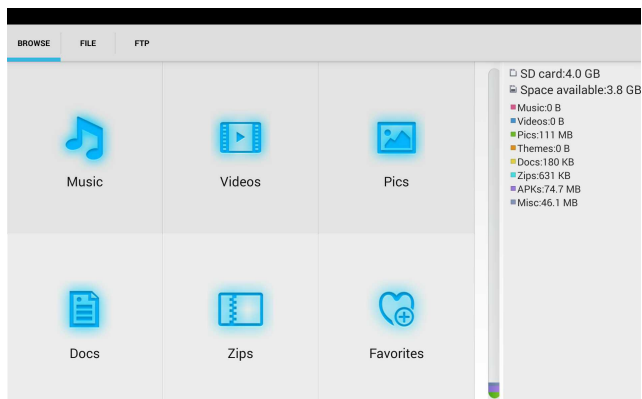 BROWSE FILE FTP
Music Videos Pics
Docs Zips Favorites
SD card:4.0 GB
Space available:3.8 GB
Music:0 B
Videos:0 B
Pics:111 MB
Themes:0 B
Docs:180 KB
Zips:631 KB
APKs:74.7 MB
Misc:46.1 MB